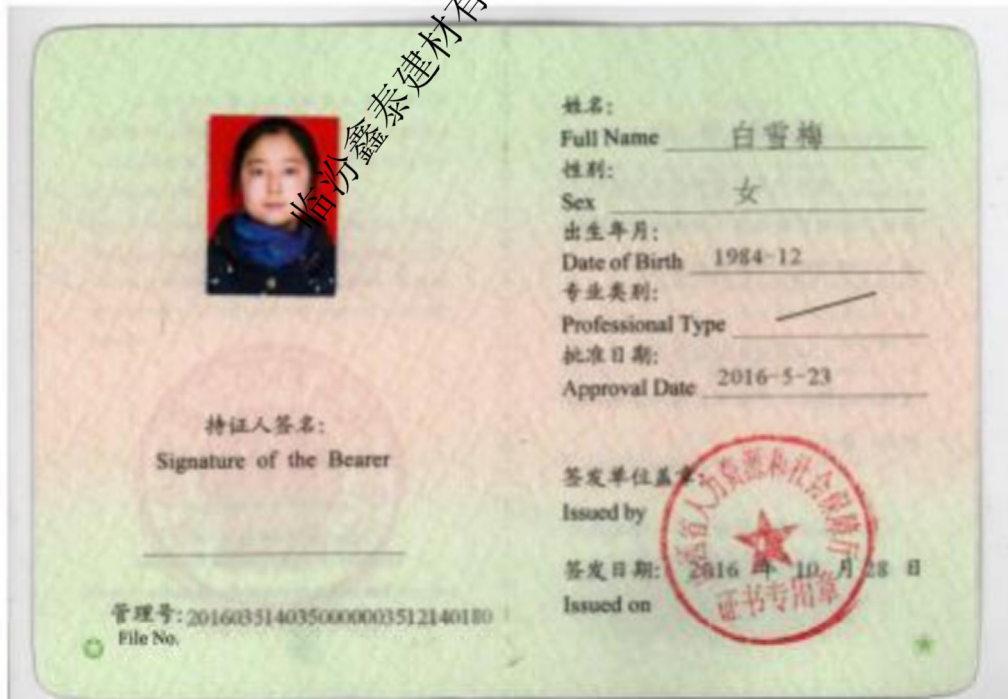 临汾鑫泰建材有
持证人签名:
Signature of the Bearer
管理号:2016035140350000003512140180
File No.
姓名:
Full Name 白雪梅
性别:
Sex 女
出生年月:
Date of Birth 1984-12
专业类别:
Professional Type
批准日期:
Approval Date 2016-5-23
签发单位盖章
Issued by
签发日期: 2016 年 10 月 28 日
Issued on
省人力资源和社会保障厅
证书专用章